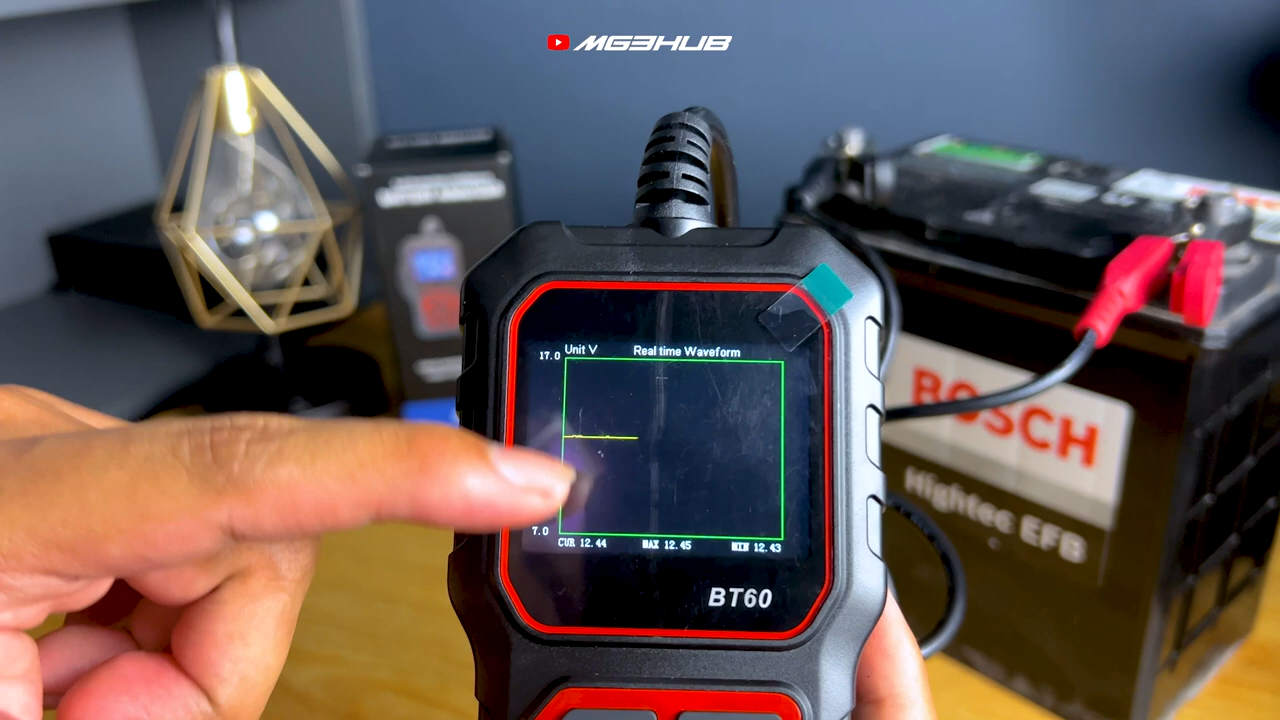 MG3HUB
Unit V
Real time Waveform
17.0
7.0
CUR 12.44 MAX 12.45 MIN 12.43
BT60
BOSCH
Hightec EFB